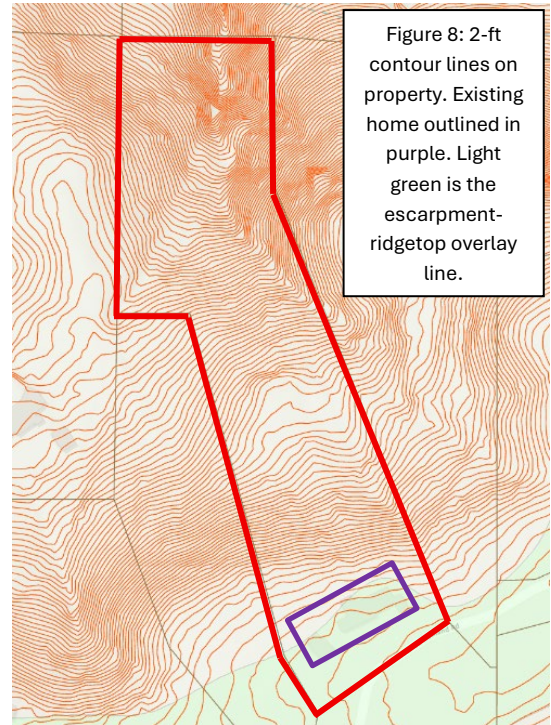 Figure 8: 2-ft
contour lines on
property. Existing
home outlined in
purple. Light
green is the
escarpment-
ridgetop overlay
line.